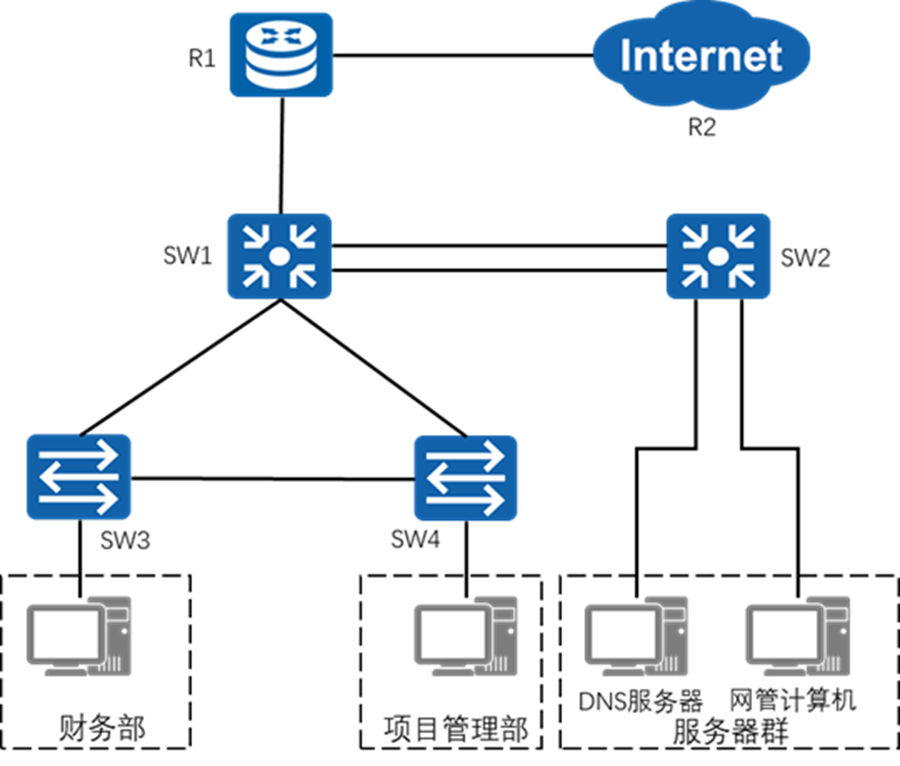 R1
Internet
R2
SW1
SW2
SW3
SW4
DNS服务器
网管计算机
财务部
项目管理部
服务器群